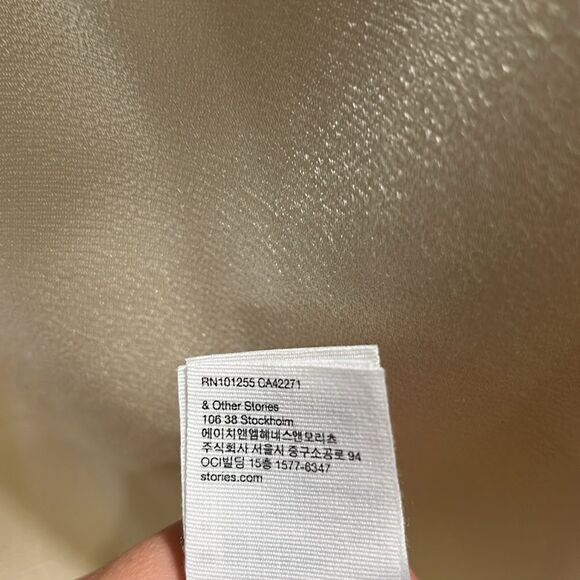 RN101255 CA42271
& Other Stories
106 38 Stockholm
에이치앤엠헤네스앤모리츠
주식회사 서울시 중구소공로 94
OCI빌딩 15층 1577-6347
stories.com